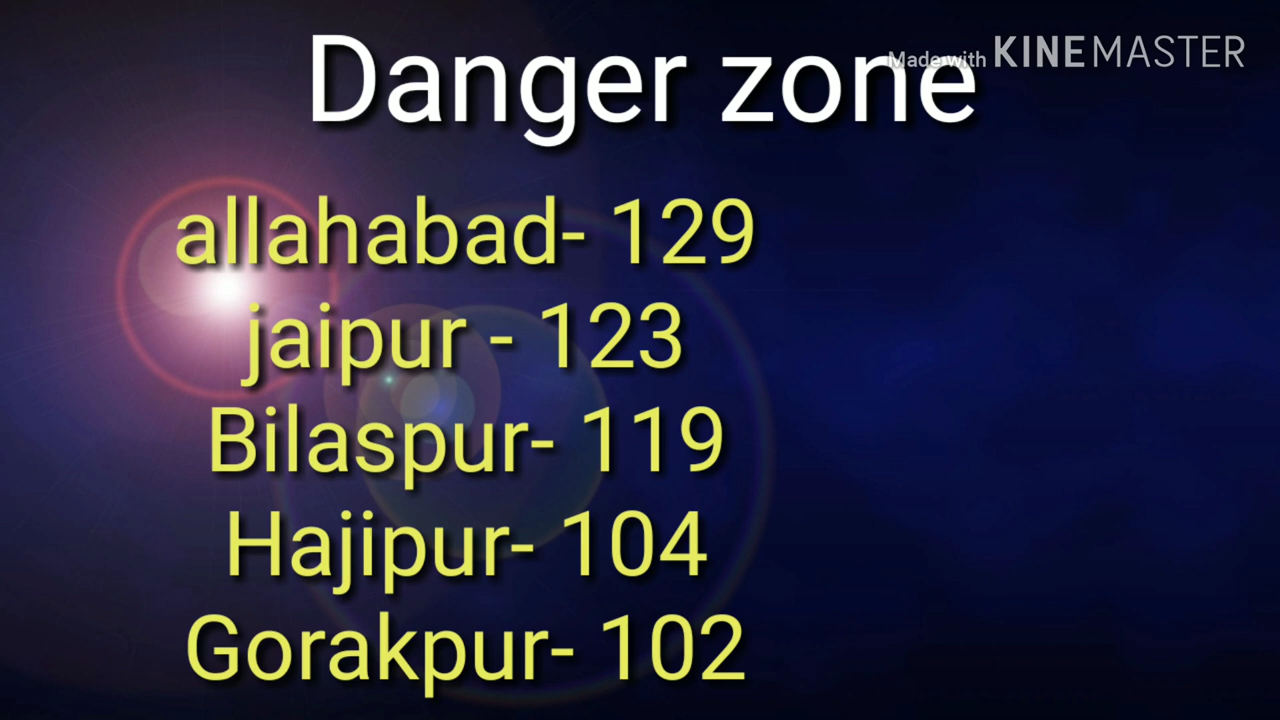 Danger zone
Made with KINEMASTER
allahabad- 129
jaipur - 123
Bilaspur- 119
Hajipur- 104
Gorakpur- 102